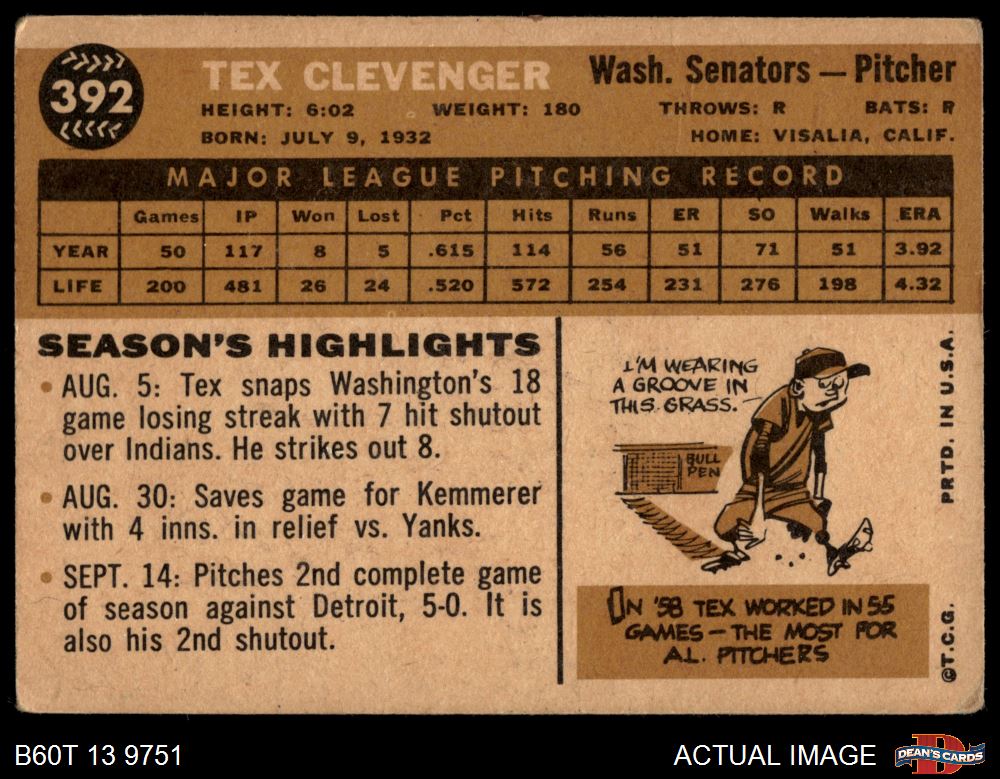 392
TEX CLEVENGER
Wash. Senators — Pitcher
HEIGHT: 6:02 WEIGHT: 180 THROWS: R BATS: R
BORN: JULY 9, 1932 HOME: VISALIA, CALIF.
MAJOR LEAGUE PITCHING RECORD
Games IP Won Lost Pct Hits Runs ER SO Walks ERA
YEAR 50 117 8 5 .615 114 56 51 71 51 3.92
LIFE 200 481 26 24 .520 572 254 231 276 198 4.32
SEASON'S HIGHLIGHTS
• AUG. 5: Tex snaps Washington's 18
game losing streak with 7 hit shutout
over Indians. He strikes out 8.
• AUG. 30: Saves game for Kemmerer
with 4 inns. in relief vs. Yanks.
• SEPT. 14: Pitches 2nd complete game
of season against Detroit, 5-0. It is
also his 2nd shutout.
I'M WEARING
A GROOVE IN
THIS GRASS.
BULL
PEN
IN '58 TEX WORKED IN 55
GAMES — THE MOST FOR
A.L. PITCHERS
©T.C.G. PRTD. IN U.S.A.
B60T 13 9751
ACTUAL IMAGE
D
DEAN'S CARDS